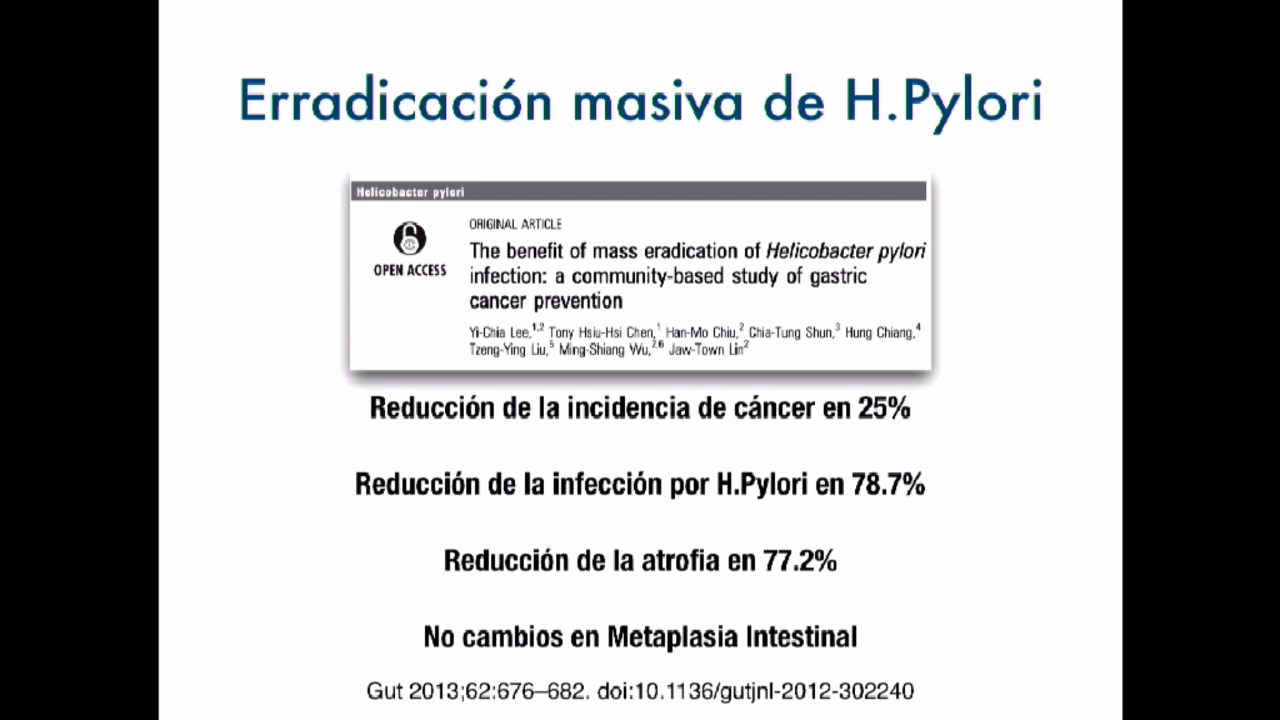 Erradicación masiva de H.Pylori
Helicobacter pylori
OPEN ACCESS
ORIGINAL ARTICLE
The benefit of mass eradication of Helicobacter pylori
infection: a community-based study of gastric
cancer prevention
Yi-Chia Lee,1,2 Tony Hsiu-Hsi Chen,1 Han-Mo Chiu,2 Chia-Tung Shun,3 Hung Chiang,4
Tzeng-Ying Liu,5 Ming-Shiang Wu,2,6 Jaw-Town Lin2
Reducción de la incidencia de cáncer en 25%
Reducción de la infección por H.Pylori en 78.7%
Reducción de la atrofia en 77.2%
No cambios en Metaplasia Intestinal
Gut 2013;62:676–682. doi:10.1136/gutjnl-2012-302240